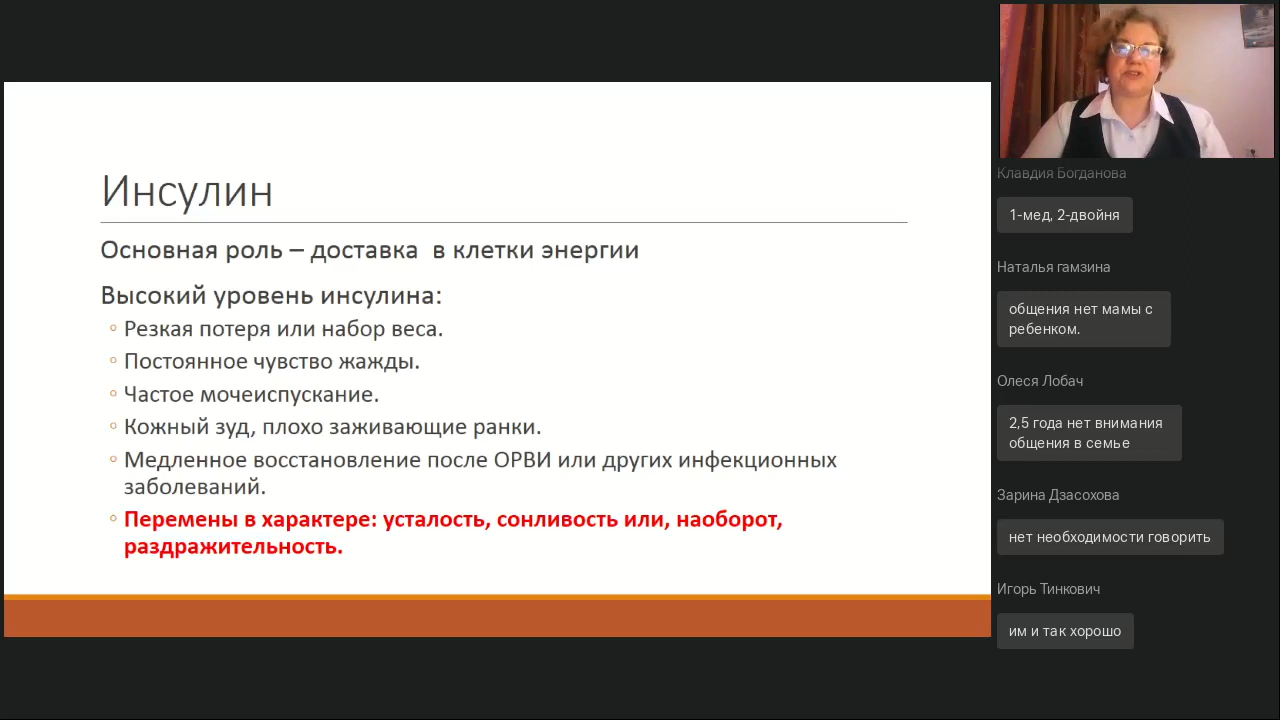 Инсулин
Основная роль – доставка в клетки энергии
Высокий уровень инсулина:
◦ Резкая потеря или набор веса.
◦ Постоянное чувство жажды.
◦ Частое мочеиспускание.
◦ Кожный зуд, плохо заживающие ранки.
◦ Медленное восстановление после ОРВИ или других инфекционных
заболеваний.
◦ Перемены в характере: усталость, сонливость или, наоборот,
раздражительность.
Клавдия Богданова
1-мед, 2-двойня
Наталья гамзина
общения нет мамы с
ребенком.
Олеся Лобач
2,5 года нет внимания
общения в семье
Зарина Дзасохова
нет необходимости говорить
Игорь Тинкович
им и так хорошо